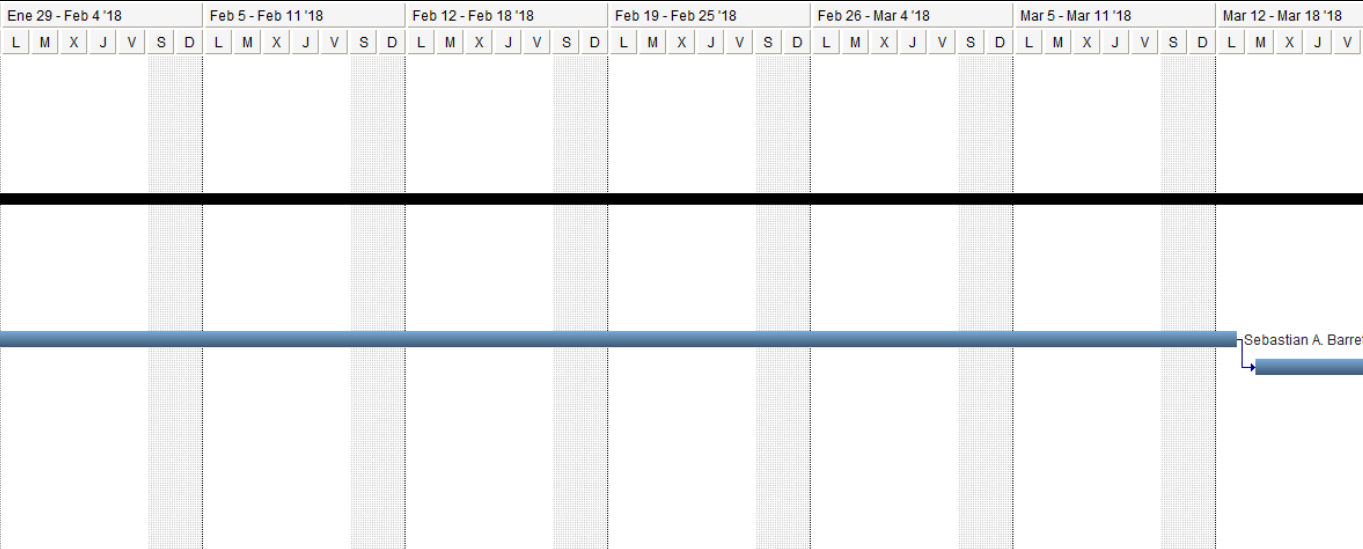 Ene 29 - Feb 4 '18 Feb 5 - Feb 11 '18 Feb 12 - Feb 18 '18 Feb 19 - Feb 25 '18 Feb 26 - Mar 4 '18 Mar 5 - Mar 11 '18 Mar 12 - Mar 18 '18
L M X J V S D L M X J V S D L M X J V S D L M X J V S D L M X J V S D L M X J V S D L M X J V
Sebastian A. Barret